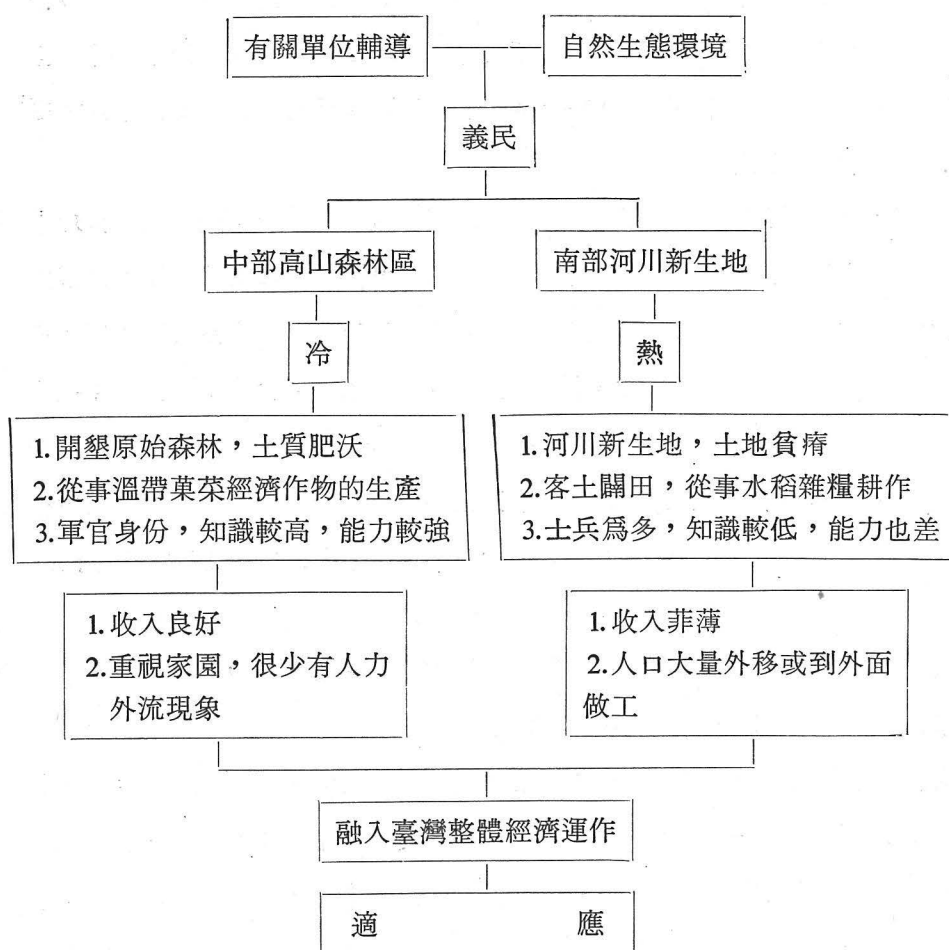 有關單位輔導
自然生態環境
義民
中部高山森林區
南部河川新生地
冷
熱
1.開墾原始森林，土質肥沃
2.從事溫帶菓菜經濟作物的生產
3.軍官身份，知識較高，能力較強
1.河川新生地，土地貧瘠
2.客土闢田，從事水稻雜糧耕作
3.士兵爲多，知識較低，能力也差
1.收入良好
2.重視家園，很少有人力
外流現象
1.收入菲薄
2.人口大量外移或到外面
做工
融入臺灣整體經濟運作
適 應